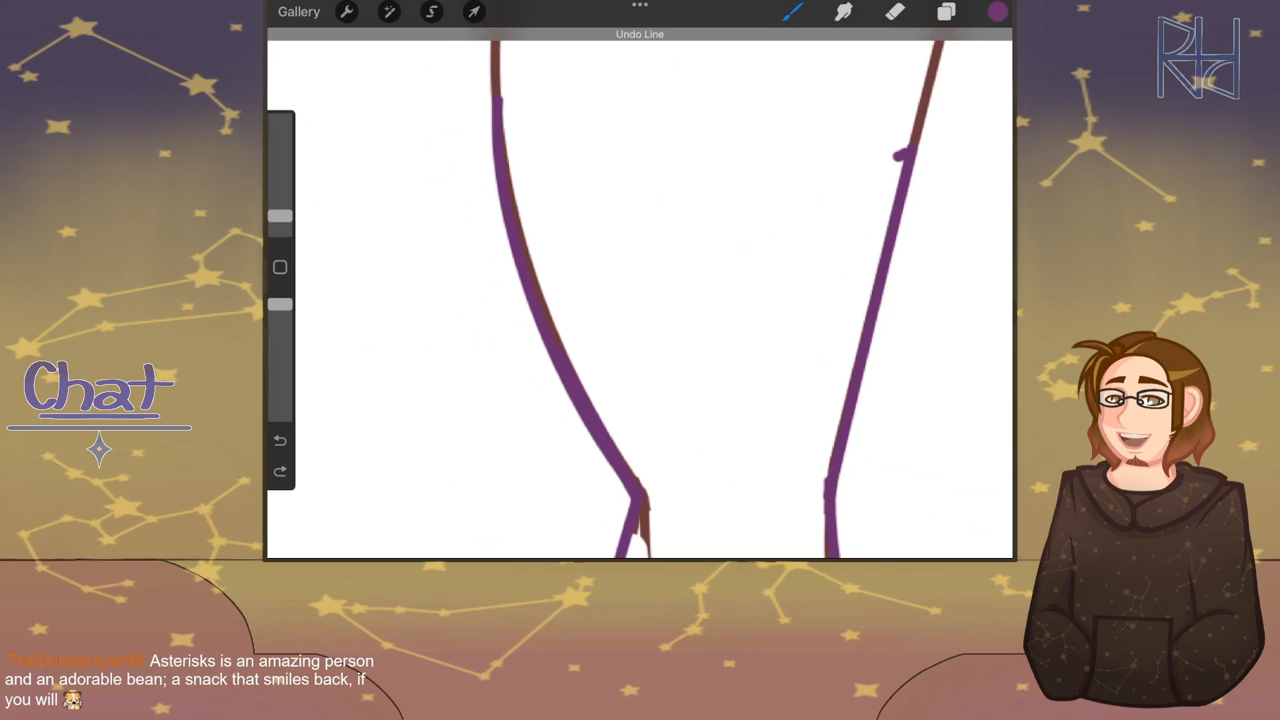 Gallery
Undo Line
Chat
Asterisks is an amazing person
and an adorable bean; a snack that smiles back, if
you will